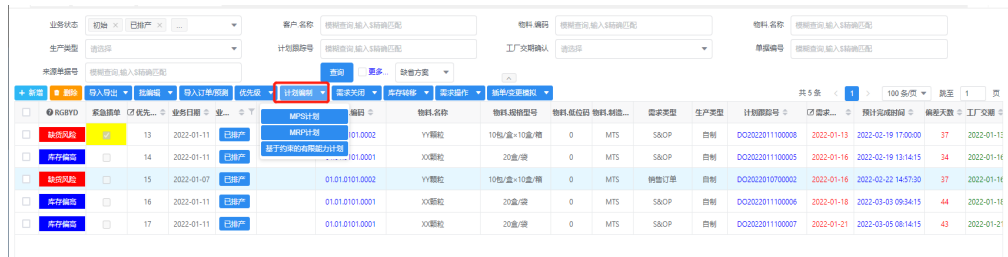 业务状态 初始 × 已排产 × ... 客户.名称 模糊查询,输入$精确匹配 物料.编码 模糊查询,输入$精确匹配 物料.名称 模糊查询,输入$精确匹配
生产类型 请选择 计划跟踪号 模糊查询,输入$精确匹配 工厂交期确认 请选择 单据编号 模糊查询,输入$精确匹配
来源单据号 模糊查询,输入$精确匹配 查询 更多... 缺省方案
+ 新增 删除 导入导出 批编辑 导入订单/预测 优先级 计划编制 需求关闭 库存转移 需求操作 插单/变更模拟 共 5 条 1 100 条/页 跳至 1 页
RGBYD 紧急插单 优先... 业务日期 业... 编码 物料.名称 物料.规格型号 物料.低位码 物料.制造... 需求类型 生产类型 计划跟踪号 需求... 预计完成时间 偏差天数 工厂交期
MPS计划
MRP计划
基于约束的有限能力计划
缺货风险 13 2022-01-11 已排产 0101.0002 YY颗粒 10包/盒×10盒/箱 0 MTS S&OP 自制 DO2022011100008 2022-01-13 2022-02-19 17:00:00 37 2022-01-13
库存偏高 14 2022-01-11 已排产 XX颗粒 20盒/袋 0 MTS S&OP 自制 DO2022011100005 2022-01-16 2022-02-19 13:14:15 34 2022-01-16
缺货风险 15 2022-01-07 已排产 01.01.0101.0002 YY颗粒 10包/盒×10盒/箱 0 MTS 销售订单 自制 DO2022010700002 2022-01-16 2022-02-22 14:57:30 37 2022-01-16
库存偏高 16 2022-01-11 已排产 01.01.0101.0001 XX颗粒 20盒/袋 0 MTS S&OP 自制 DO2022011100006 2022-01-18 2022-03-03 09:34:15 44 2022-01-18
库存偏高 17 2022-01-11 已排产 01.01.0101.0001 XX颗粒 20盒/袋 0 MTS S&OP 自制 DO2022011100007 2022-01-21 2022-03-05 08:14:15 43 2022-01-21